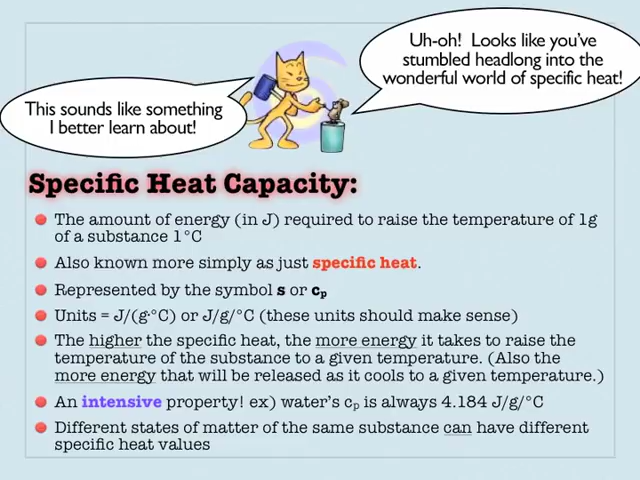 Uh-oh! Looks like you've
stumbled headlong into the
wonderful world of specific heat!
This sounds like something
I better learn about!
Specific Heat Capacity:
The amount of energy (in J) required to raise the temperature of 1g
of a substance 1°C
Also known more simply as just specific heat.
Represented by the symbol s or cₚ
Units = J/(g·°C) or J/g/°C (these units should make sense)
The higher the specific heat, the more energy it takes to raise the
temperature of the substance to a given temperature. (Also the
more energy that will be released as it cools to a given temperature.)
An intensive property! ex) water's cₚ is always 4.184 J/g/°C
Different states of matter of the same substance can have different
specific heat values